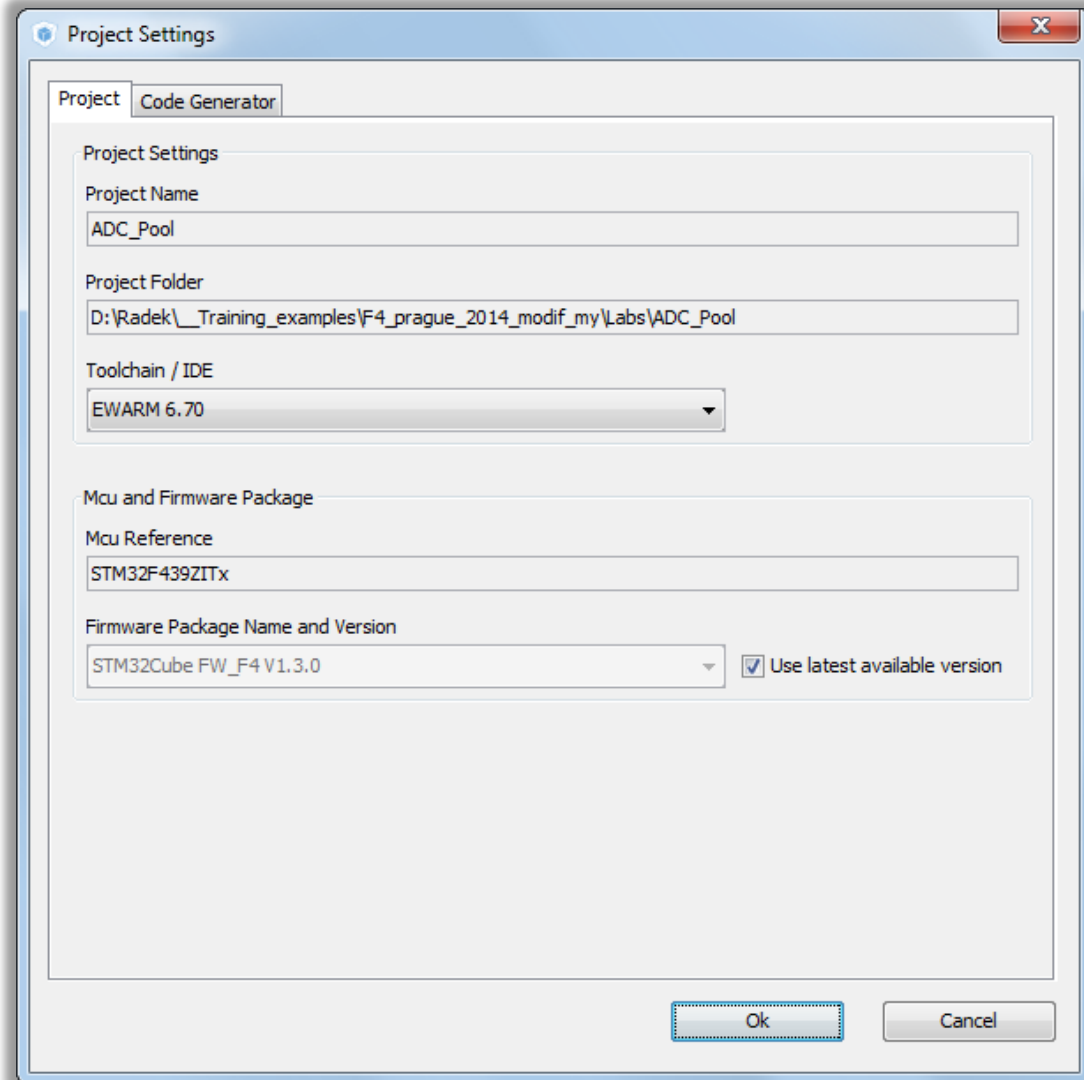 Project Settings
Project
Code Generator
Project Settings
Project Name
ADC_Pool
Project Folder
D:\Radek\__Training_examples\F4_prague_2014_modif_my\Labs\ADC_Pool
Toolchain / IDE
EWARM 6.70
Mcu and Firmware Package
Mcu Reference
STM32F439ZITx
Firmware Package Name and Version
STM32Cube FW_F4 V1.3.0
Use latest available version
Ok
Cancel